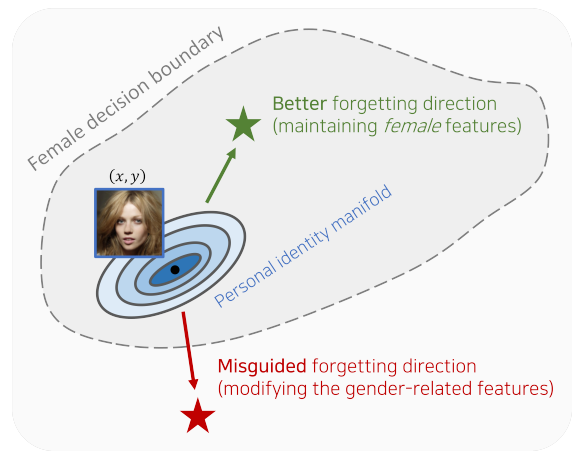 Female decision boundary
Better forgetting direction
(maintaining female features)
(x, y)
Personal identity manifold
Misguided forgetting direction
(modifying the gender-related features)